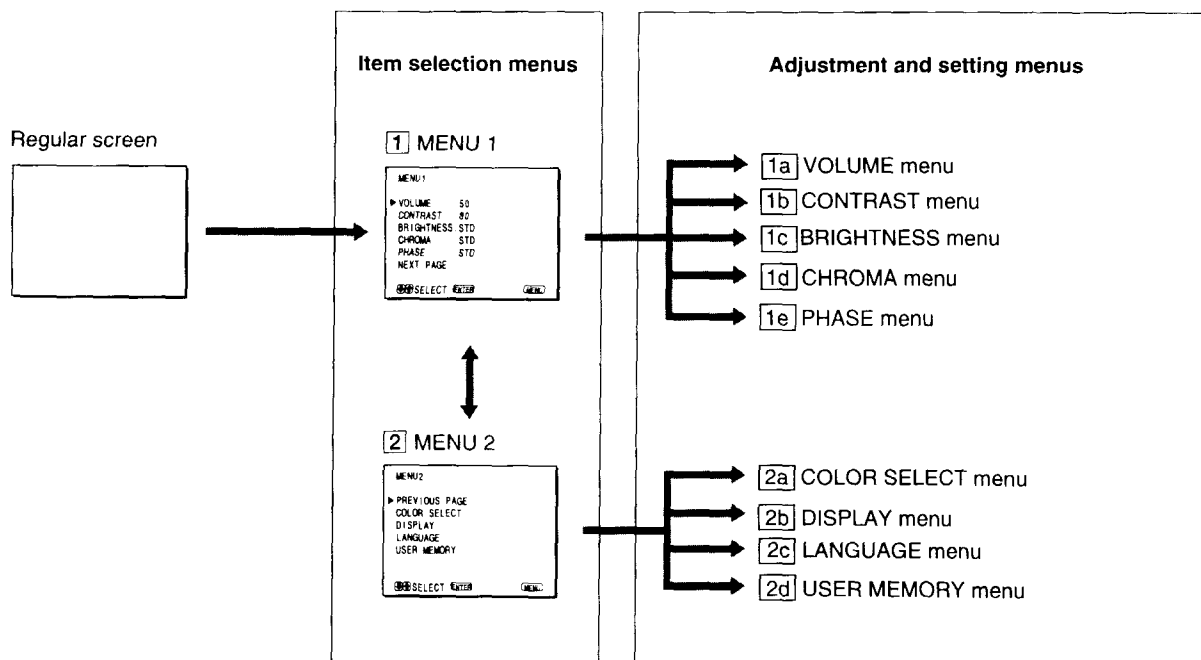 Item selection menus
Adjustment and setting menus
Regular screen
1 MENU 1
MENU1
▶ VOLUME 50
CONTRAST 80
BRIGHTNESS STD
CHROMA STD
PHASE STD
NEXT PAGE
SELECT ENTER MENU
1a VOLUME menu
1b CONTRAST menu
1c BRIGHTNESS menu
1d CHROMA menu
1e PHASE menu
2 MENU 2
MENU2
▶ PREVIOUS PAGE
COLOR SELECT
DISPLAY
LANGUAGE
USER MEMORY
SELECT ENTER MENU
2a COLOR SELECT menu
2b DISPLAY menu
2c LANGUAGE menu
2d USER MEMORY menu